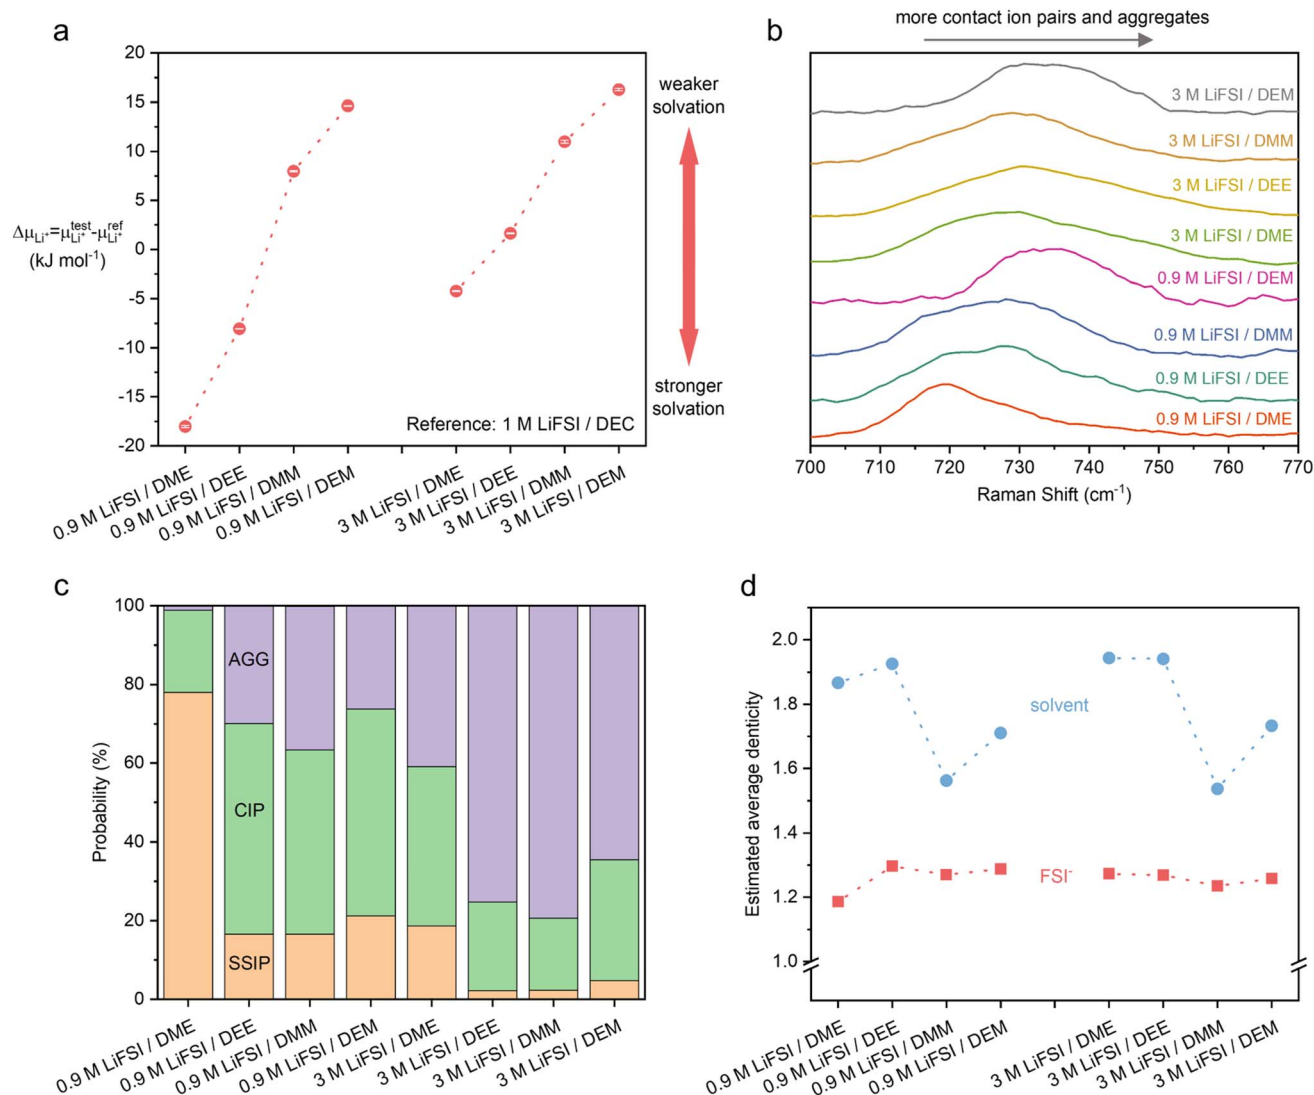 a
20
15
10
5
0
-5
-10
-15
-20
Δμ_Li⁺=μ_Li⁺^test-μ_Li⁺^ref
(kJ mol⁻¹)
Reference: 1 M LiFSI / DEC
0.9 M LiFSI / DME
0.9 M LiFSI / DEE
0.9 M LiFSI / DMM
0.9 M LiFSI / DEM
3 M LiFSI / DME
3 M LiFSI / DEE
3 M LiFSI / DMM
3 M LiFSI / DEM
weaker
solvation
stronger
solvation
b
more contact ion pairs and aggregates
3 M LiFSI / DEM
3 M LiFSI / DMM
3 M LiFSI / DEE
3 M LiFSI / DME
0.9 M LiFSI / DEM
0.9 M LiFSI / DMM
0.9 M LiFSI / DEE
0.9 M LiFSI / DME
700 710 720 730 740 750 760 770
Raman Shift (cm⁻¹)
c
Probability (%)
100
80
60
40
20
0
AGG
CIP
SSIP
0.9 M LiFSI / DME
0.9 M LiFSI / DEE
0.9 M LiFSI / DMM
0.9 M LiFSI / DEM
3 M LiFSI / DME
3 M LiFSI / DEE
3 M LiFSI / DMM
3 M LiFSI / DEM
d
Estimated average denticity
2.0
1.8
1.6
1.4
1.2
1.0
solvent
FSI⁻
0.9 M LiFSI / DME
0.9 M LiFSI / DEE
0.9 M LiFSI / DMM
0.9 M LiFSI / DEM
3 M LiFSI / DME
3 M LiFSI / DEE
3 M LiFSI / DMM
3 M LiFSI / DEM